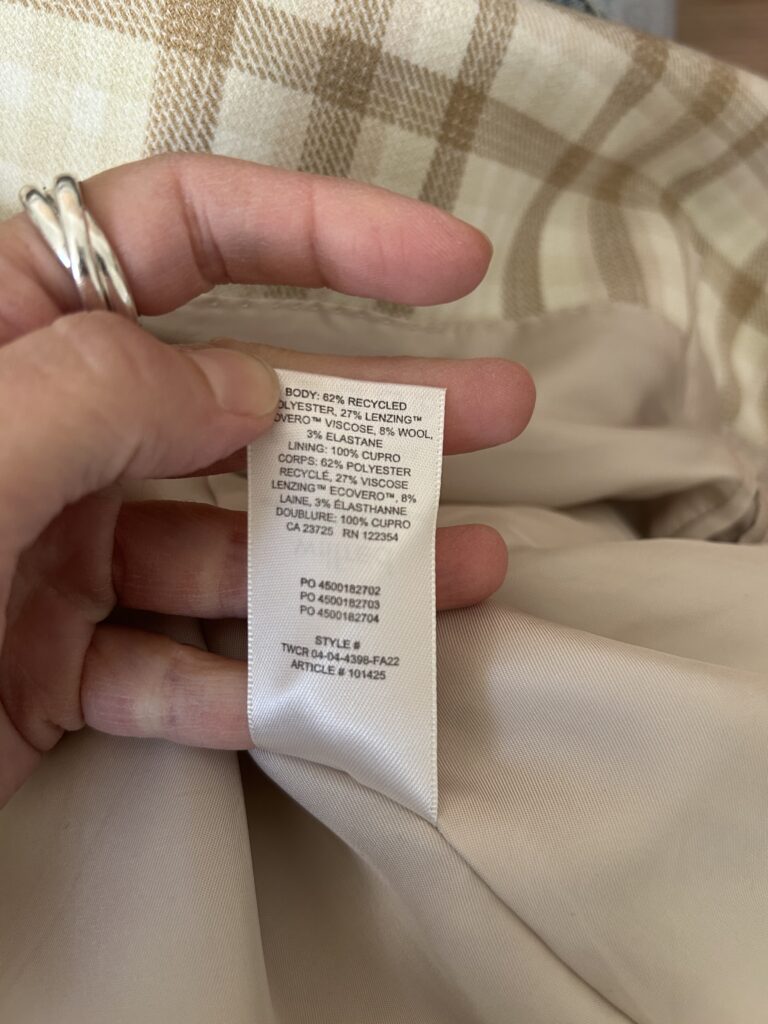 BODY: 62% RECYCLED
OLYESTER, 27% LENZING™
OVERO™ VISCOSE, 8% WOOL,
3% ELASTANE
LINING: 100% CUPRO
CORPS: 62% POLYESTER
RECYCLÉ, 27% VISCOSE
LENZING™ ECOVERO™, 8%
LAINE, 3% ÉLASTHANNE
DOUBLURE: 100% CUPRO
CA 23725 RN 122354
PO 4500182702
PO 4500182703
PO 4500182704
STYLE #
TWCR 04-04-4398-FA22
ARTICLE # 101425